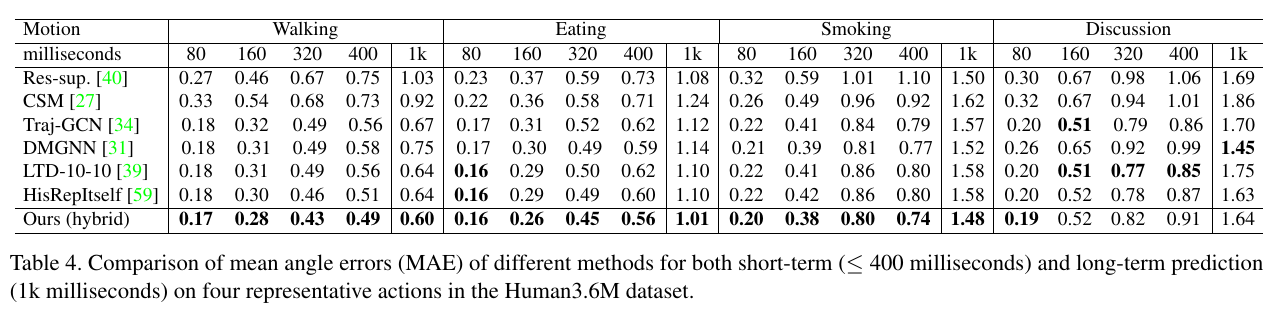 Motion Walking Eating Smoking Discussion
milliseconds 80 160 320 400 1k 80 160 320 400 1k 80 160 320 400 1k 80 160 320 400 1k
Res-sup. [40] 0.27 0.46 0.67 0.75 1.03 0.23 0.37 0.59 0.73 1.08 0.32 0.59 1.01 1.10 1.50 0.30 0.67 0.98 1.06 1.69
CSM [27] 0.33 0.54 0.68 0.73 0.92 0.22 0.36 0.58 0.71 1.24 0.26 0.49 0.96 0.92 1.62 0.32 0.67 0.94 1.01 1.86
Traj-GCN [34] 0.18 0.32 0.49 0.56 0.67 0.17 0.31 0.52 0.62 1.12 0.22 0.41 0.84 0.79 1.57 0.20 0.51 0.79 0.86 1.70
DMGNN [31] 0.18 0.31 0.49 0.58 0.75 0.17 0.30 0.49 0.59 1.14 0.21 0.39 0.81 0.77 1.52 0.26 0.65 0.92 0.99 1.45
LTD-10-10 [39] 0.18 0.31 0.49 0.56 0.64 0.16 0.29 0.50 0.62 1.10 0.22 0.41 0.86 0.80 1.58 0.20 0.51 0.77 0.85 1.75
HisRepItself [59] 0.18 0.30 0.46 0.51 0.64 0.16 0.29 0.49 0.60 1.10 0.22 0.42 0.86 0.80 1.58 0.20 0.52 0.78 0.87 1.63
Ours (hybrid) 0.17 0.28 0.43 0.49 0.60 0.16 0.26 0.45 0.56 1.01 0.20 0.38 0.80 0.74 1.48 0.19 0.52 0.82 0.91 1.64
Table 4. Comparison of mean angle errors (MAE) of different methods for both short-term (≤ 400 milliseconds) and long-term prediction
(1k milliseconds) on four representative actions in the Human3.6M dataset.